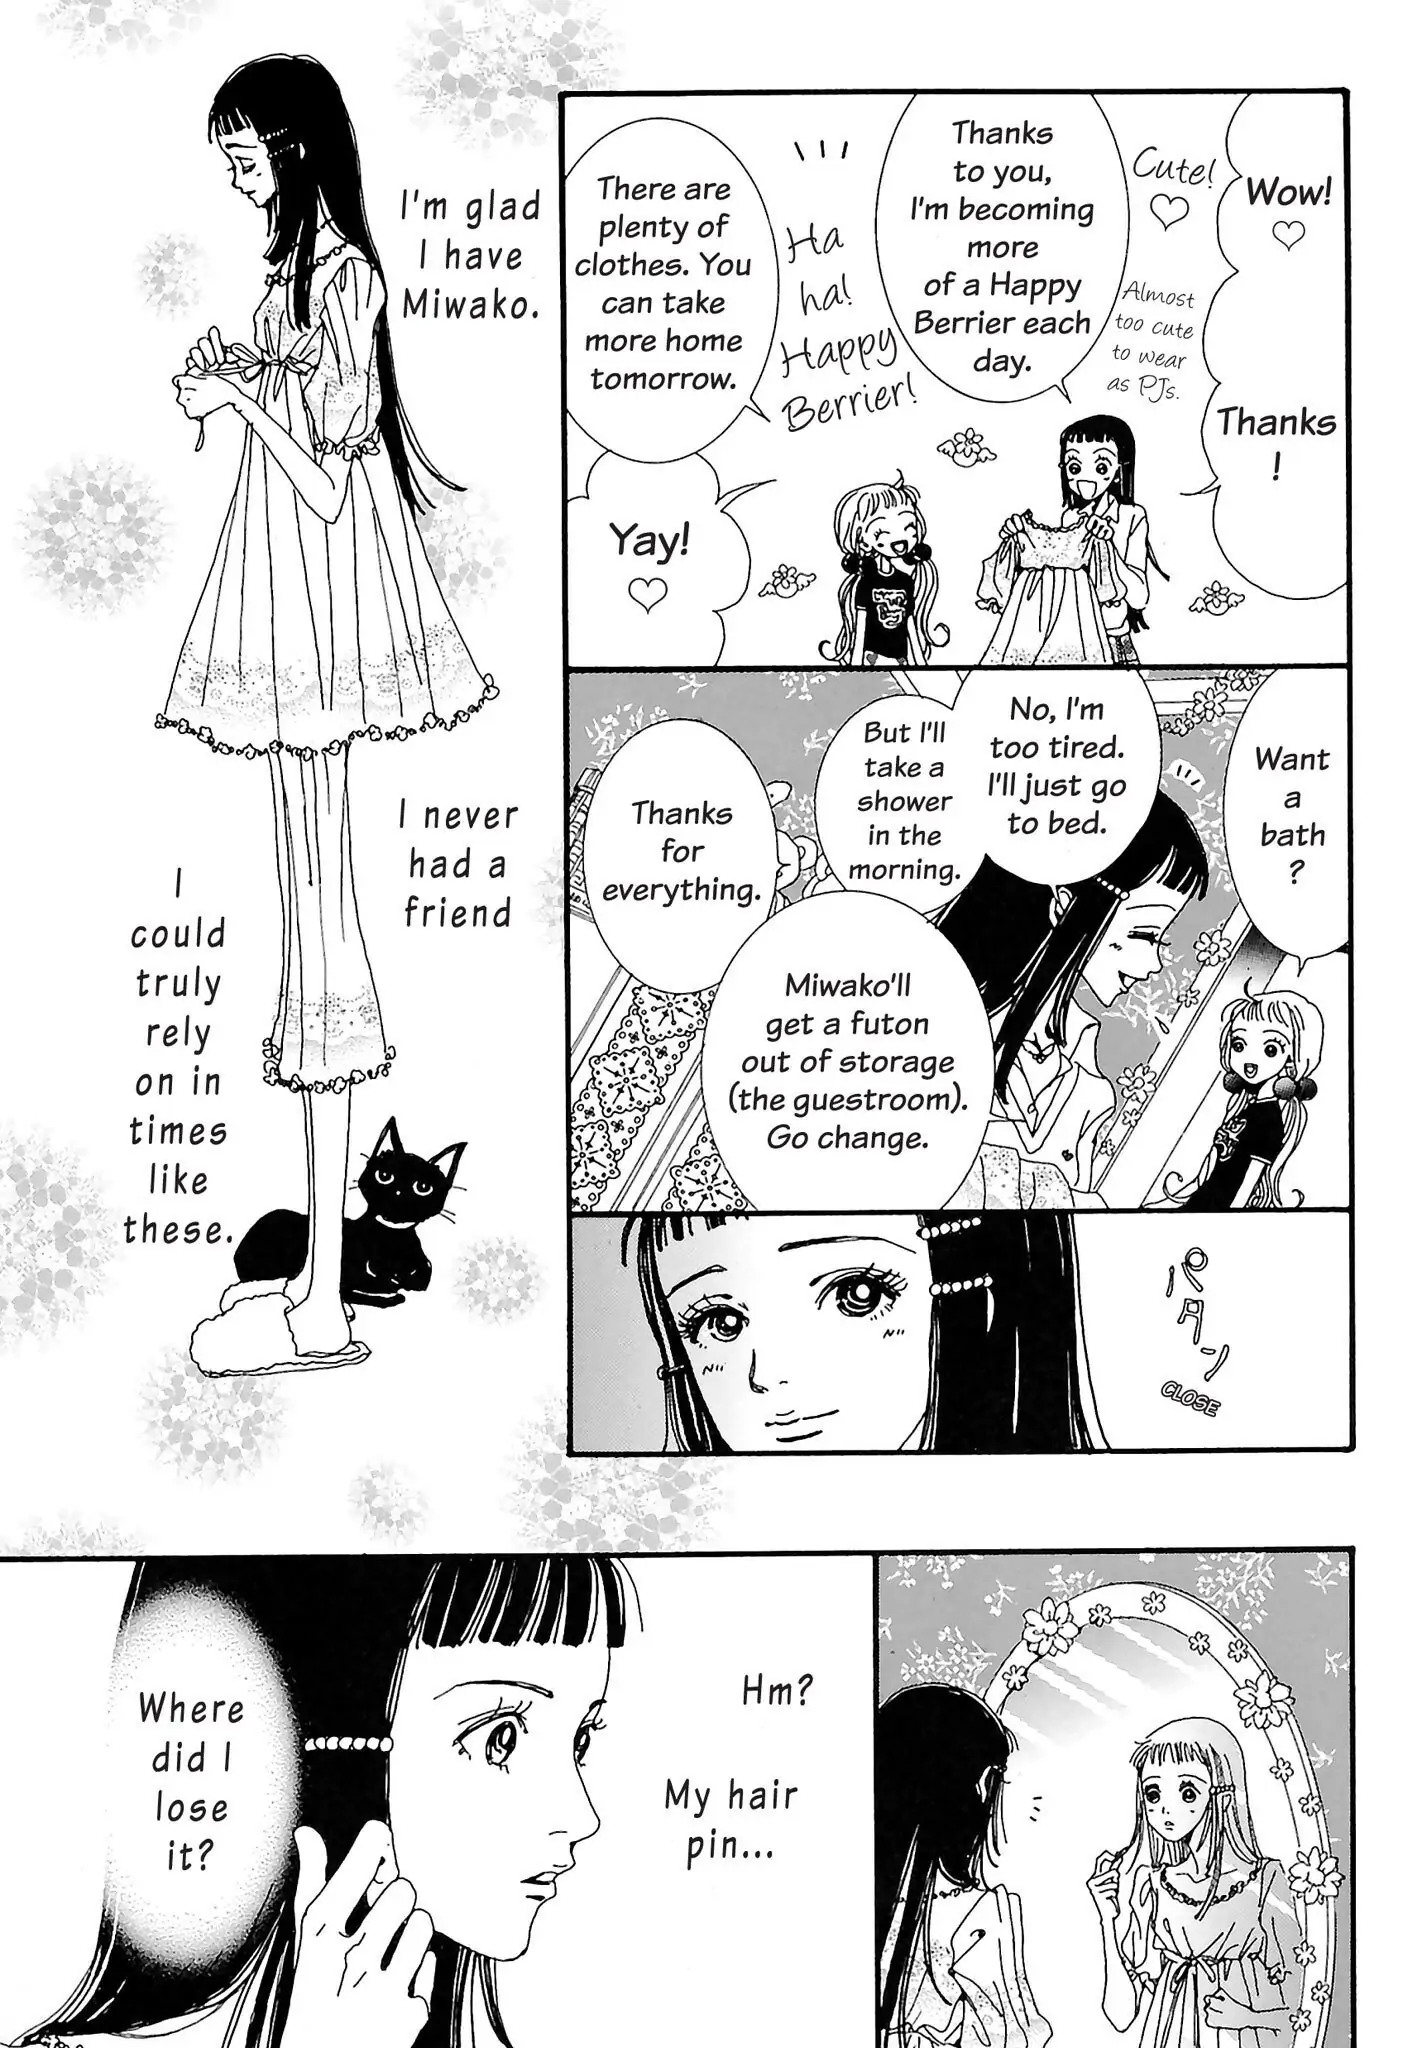 Wow!
♡
Thanks
!
Cute!
♡
Almost
too cute
to wear
as PJs.
Thanks
to you,
I'm becoming
more
of a Happy
Berrier each
day.
Ha
ha!
Happy
Berrier!
There are
plenty of
clothes. You
can take
more home
tomorrow.
Yay!
♡
Want
a
bath
?
No, I'm
too tired.
I'll just go
to bed.
But I'll
take a
shower
in the
morning.
Miwako'll
get a futon
out of storage
(the guestroom).
Go change.
Thanks
for
everything.
パタン
CLOSE
I'm glad
I have
Miwako.
I never
had a
friend
I
could
truly
rely
on in
times
like
these.
Hm?
My hair
pin...
Where
did I
lose
it?